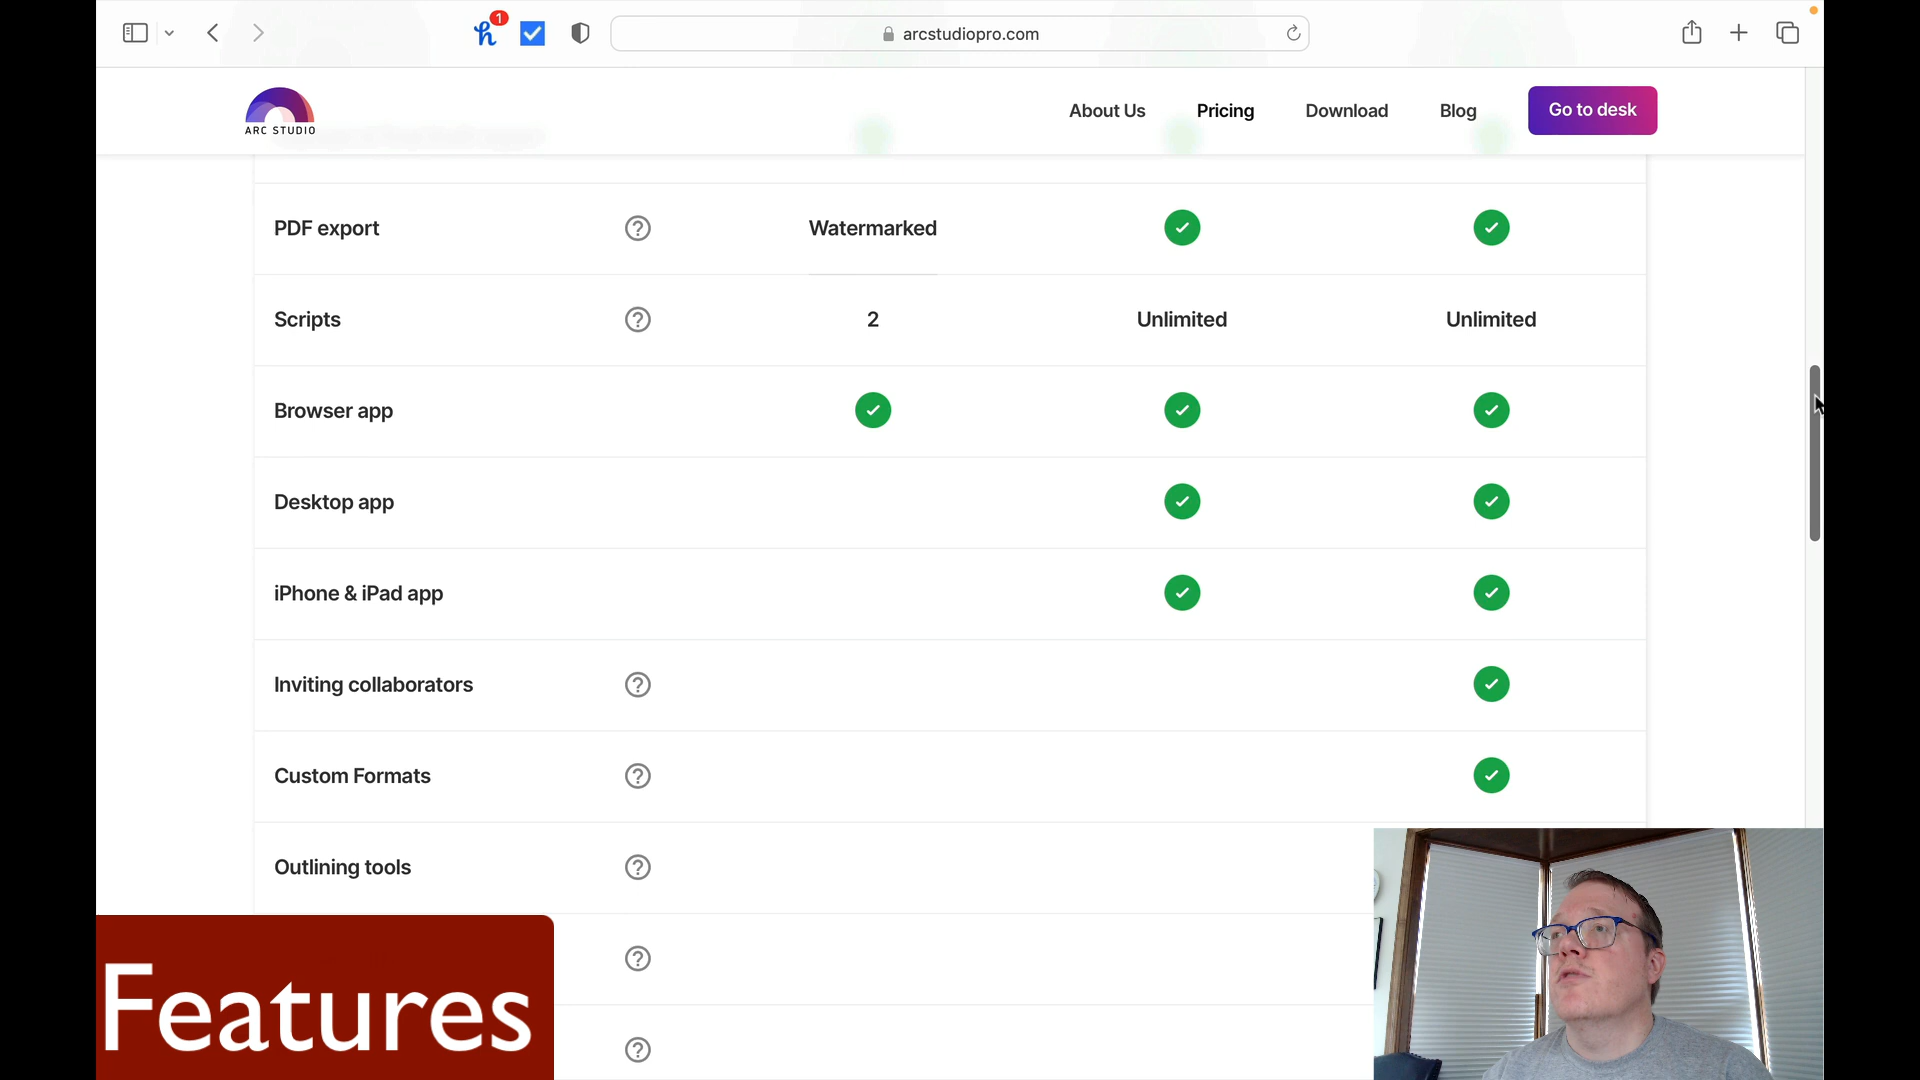 1
arcstudiopro.com
ARC STUDIO
About Us
Pricing
Download
Blog
Go to desk
PDF export ? Watermarked
Scripts ? 2 Unlimited Unlimited
Browser app
Desktop app
iPhone & iPad app
Inviting collaborators ?
Custom Formats ?
Outlining tools ?
?
?
Features